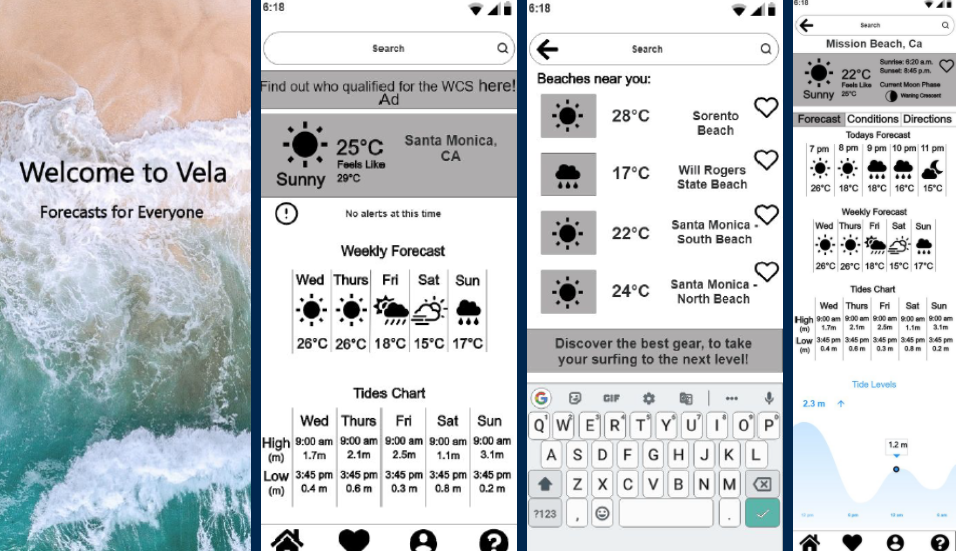 Welcome to Vela
Forecasts for Everyone
6:18
Search
Find out who qualified for the WCS here!
Ad
Sunny
25°C
Feels Like
29°C
Santa Monica,
CA
No alerts at this time
Weekly Forecast
Wed Thurs Fri Sat Sun
26°C 26°C 18°C 15°C 17°C
Tides Chart
Wed Thurs Fri Sat Sun
High 9:00 am 9:00 am 9:00 am 9:00 am 9:00 am
(m) 1.7m 2.1m 2.5m 1.1m 3.1m
Low 3:45 pm 3:45 pm 3:45 pm 3:45 pm 3:45 pm
(m) 0.4 m 0.6 m 0.3 m 0.8 m 0.2 m
6:18
Search
Beaches near you:
28°C Sorento
Beach
17°C Will Rogers
State Beach
22°C Santa Monica -
South Beach
24°C Santa Monica -
North Beach
Discover the best gear, to take
your surfing to the next level!
G GIF
Q W E R T Y U I O P
1 2 3 4 5 6 7 8 9 0
A S D F G H J K L
Z X C V B N M
?123 , .
6:18
Search
Mission Beach, Ca
Sunny
22°C
Feels Like
25°C
Sunrise: 6:20 a.m.
Sunset: 8:45 p.m.
Current Moon Phase
Waning Crescent
Forecast Conditions Directions
Todays Forecast
7 pm 8 pm 9 pm 10 pm 11 pm
26°C 18°C 18°C 16°C 15°C
Weekly Forecast
Wed Thurs Fri Sat Sun
26°C 26°C 18°C 15°C 17°C
Tides Chart
Wed Thurs Fri Sat Sun
High 9:00 am 9:00 am 9:00 am 9:00 am 9:00 am
(m) 1.7m 2.1m 2.5m 1.1m 3.1m
Low 3:45 pm 3:45 pm 3:45 pm 3:45 pm 3:45 pm
(m) 0.4 m 0.6 m 0.3 m 0.8 m 0.2 m
Tide Levels
2.3 m
1.2 m